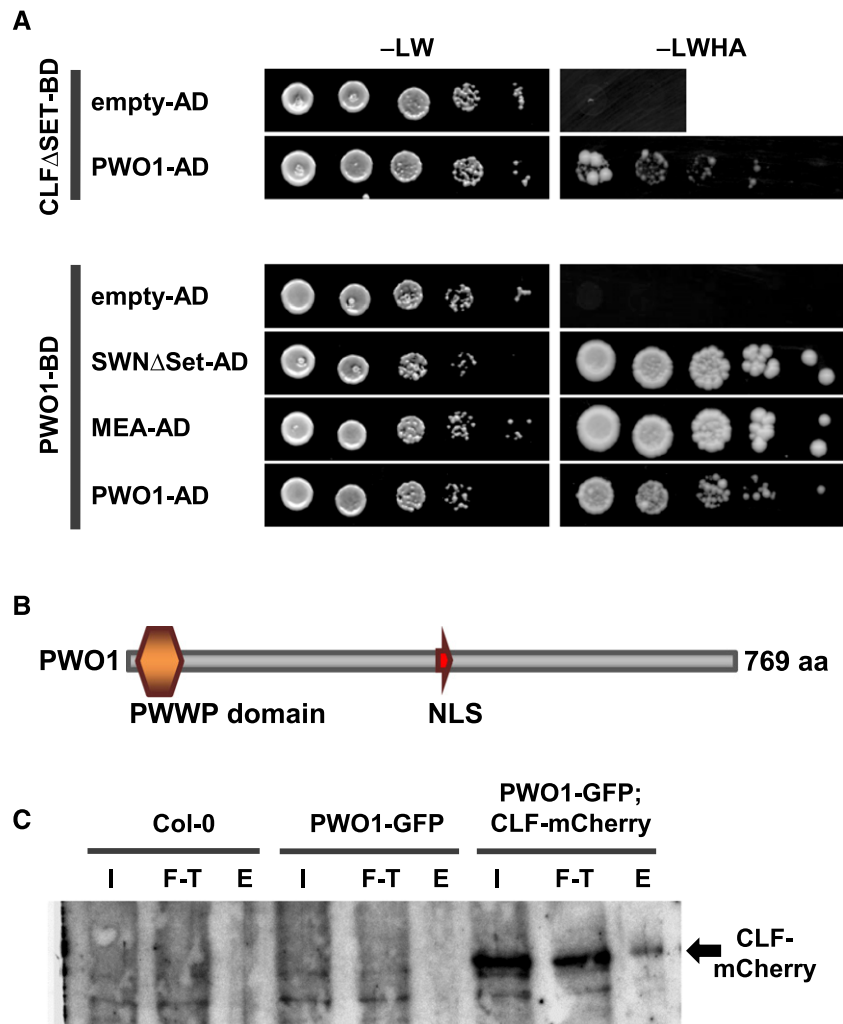 A
–LW –LWHA
CLFΔSET-BD
empty-AD
PWO1-AD
PWO1-BD
empty-AD
SWNΔSet-AD
MEA-AD
PWO1-AD
B
PWO1 769 aa
PWWP domain NLS
C
Col-0 PWO1-GFP PWO1-GFP;
CLF-mCherry
I F-T E I F-T E I F-T E
CLF-
mCherry